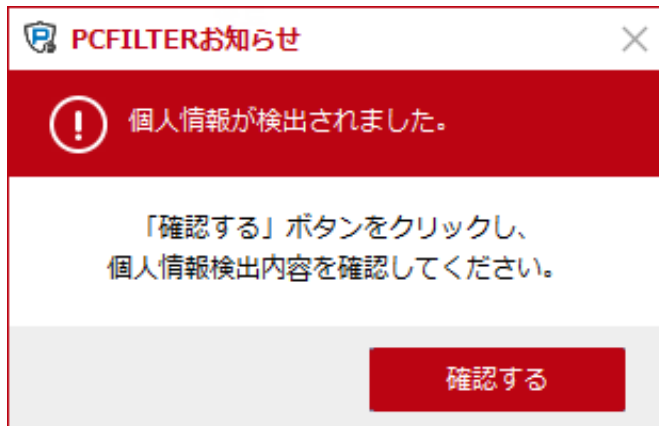 PCFILTERお知らせ
個人情報が検出されました。
「確認する」ボタンをクリックし、
個人情報検出内容を確認してください。
確認する